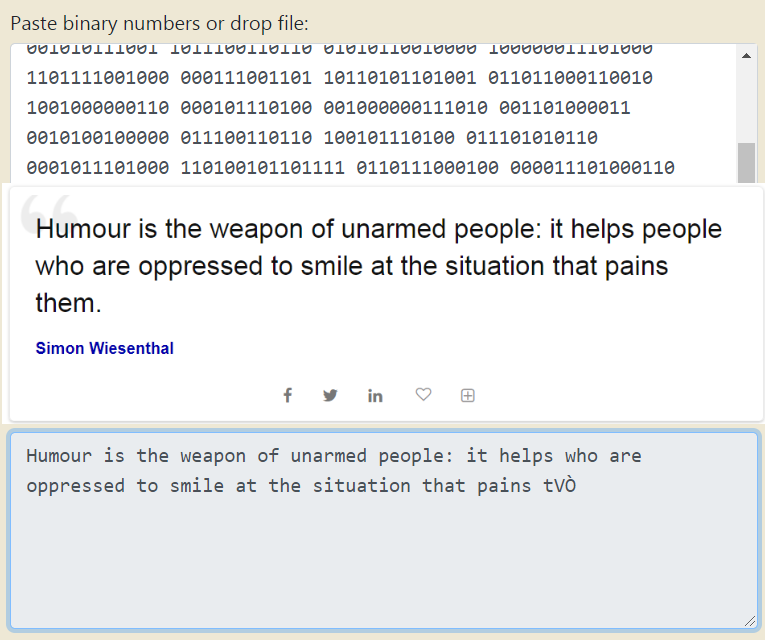 Paste binary numbers or drop file:
001010111001 1011100110110 01010110010000 100000011101000
1101111001000 000111001101 10110101101001 011011000110010
1001000000110 000101110100 001000000111010 001101000011
0010100100000 011100110110 100101110100 011101010110
0001011101000 110100101101111 0110111000100 000011101000110
Humour is the weapon of unarmed people: it helps people
who are oppressed to smile at the situation that pains
them.
Simon Wiesenthal
Humour is the weapon of unarmed people: it helps who are
oppressed to smile at the situation that pains tVÒ